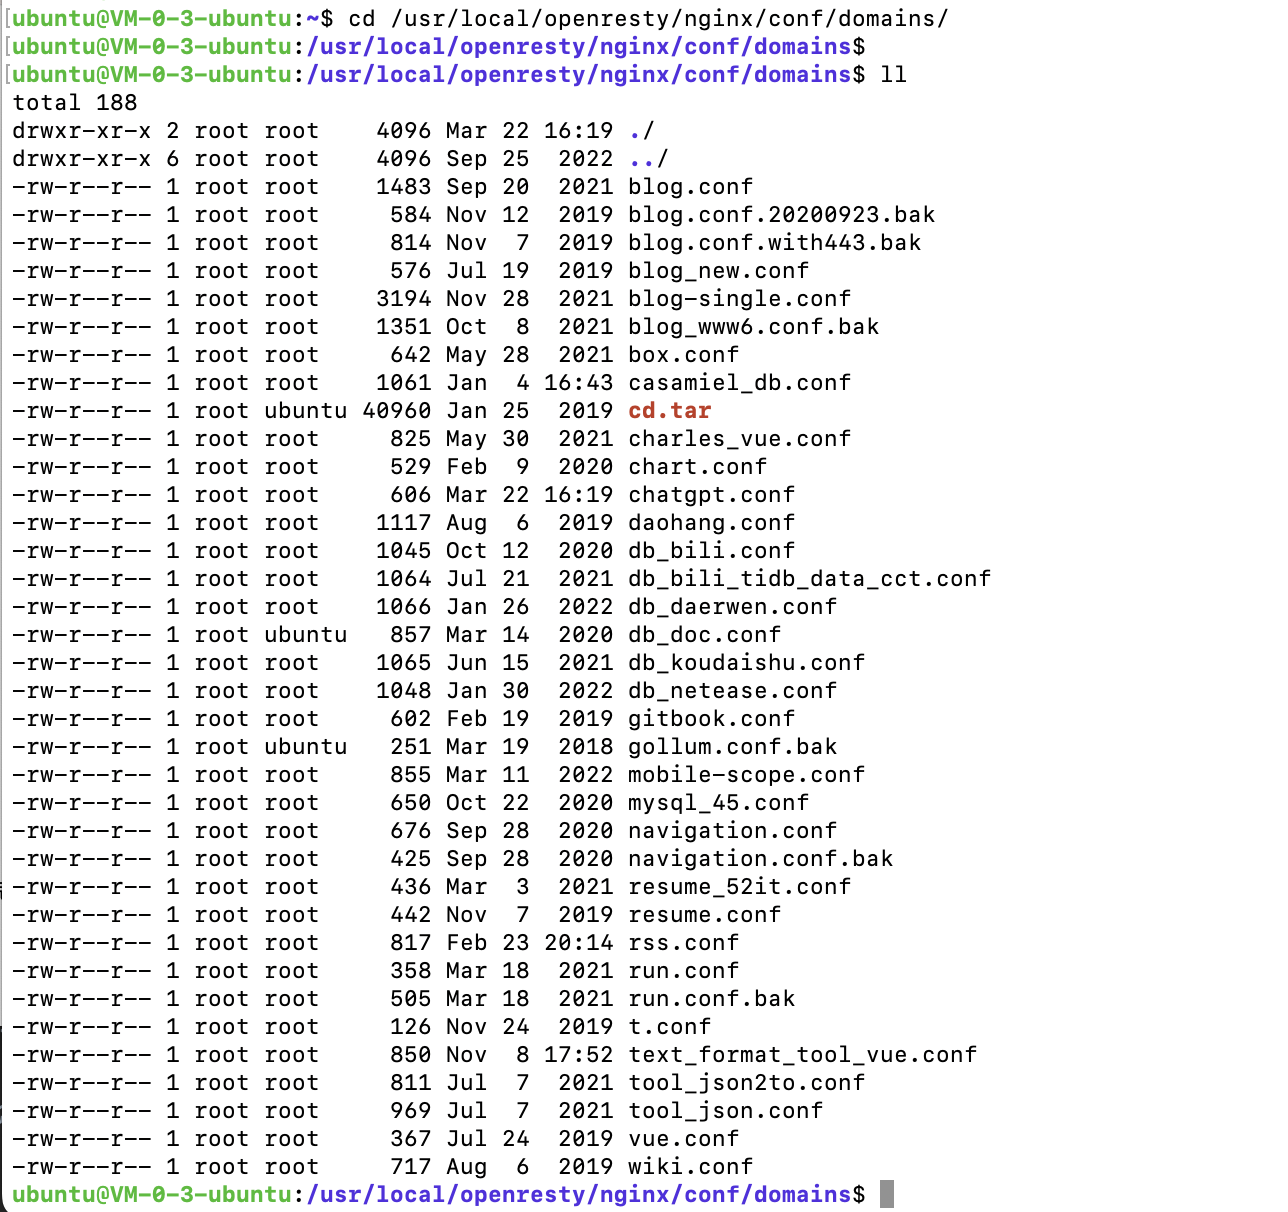 [ubuntu@VM-0-3-ubuntu:~$ cd /usr/local/openresty/nginx/conf/domains/
[ubuntu@VM-0-3-ubuntu:/usr/local/openresty/nginx/conf/domains$
[ubuntu@VM-0-3-ubuntu:/usr/local/openresty/nginx/conf/domains$ ll
total 188
drwxr-xr-x 2 root root    4096 Mar 22 16:19 ./
drwxr-xr-x 6 root root    4096 Sep 25  2022 ../
-rw-r--r-- 1 root root    1483 Sep 20  2021 blog.conf
-rw-r--r-- 1 root root     584 Nov 12  2019 blog.conf.20200923.bak
-rw-r--r-- 1 root root     814 Nov  7  2019 blog.conf.with443.bak
-rw-r--r-- 1 root root     576 Jul 19  2019 blog_new.conf
-rw-r--r-- 1 root root    3194 Nov 28  2021 blog-single.conf
-rw-r--r-- 1 root root    1351 Oct  8  2021 blog_www6.conf.bak
-rw-r--r-- 1 root root     642 May 28  2021 box.conf
-rw-r--r-- 1 root root    1061 Jan  4 16:43 casamiel_db.conf
-rw-r--r-- 1 root ubuntu 40960 Jan 25  2019 cd.tar
-rw-r--r-- 1 root root     825 May 30  2021 charles_vue.conf
-rw-r--r-- 1 root root     529 Feb  9  2020 chart.conf
-rw-r--r-- 1 root root     606 Mar 22 16:19 chatgpt.conf
-rw-r--r-- 1 root root    1117 Aug  6  2019 daohang.conf
-rw-r--r-- 1 root root    1045 Oct 12  2020 db_bili.conf
-rw-r--r-- 1 root root    1064 Jul 21  2021 db_bili_tidb_data_cct.conf
-rw-r--r-- 1 root root    1066 Jan 26  2022 db_daerwen.conf
-rw-r--r-- 1 root ubuntu   857 Mar 14  2020 db_doc.conf
-rw-r--r-- 1 root root    1065 Jun 15  2021 db_koudaishu.conf
-rw-r--r-- 1 root root    1048 Jan 30  2022 db_netease.conf
-rw-r--r-- 1 root root     602 Feb 19  2019 gitbook.conf
-rw-r--r-- 1 root ubuntu   251 Mar 19  2018 gollum.conf.bak
-rw-r--r-- 1 root root     855 Mar 11  2022 mobile-scope.conf
-rw-r--r-- 1 root root     650 Oct 22  2020 mysql_45.conf
-rw-r--r-- 1 root root     676 Sep 28  2020 navigation.conf
-rw-r--r-- 1 root root     425 Sep 28  2020 navigation.conf.bak
-rw-r--r-- 1 root root     436 Mar  3  2021 resume_52it.conf
-rw-r--r-- 1 root root     442 Nov  7  2019 resume.conf
-rw-r--r-- 1 root root     817 Feb 23 20:14 rss.conf
-rw-r--r-- 1 root root     358 Mar 18  2021 run.conf
-rw-r--r-- 1 root root     505 Mar 18  2021 run.conf.bak
-rw-r--r-- 1 root root     126 Nov 24  2019 t.conf
-rw-r--r-- 1 root root     850 Nov  8 17:52 text_format_tool_vue.conf
-rw-r--r-- 1 root root     811 Jul  7  2021 tool_json2to.conf
-rw-r--r-- 1 root root     969 Jul  7  2021 tool_json.conf
-rw-r--r-- 1 root root     367 Jul 24  2019 vue.conf
-rw-r--r-- 1 root root     717 Aug  6  2019 wiki.conf
ubuntu@VM-0-3-ubuntu:/usr/local/openresty/nginx/conf/domains$